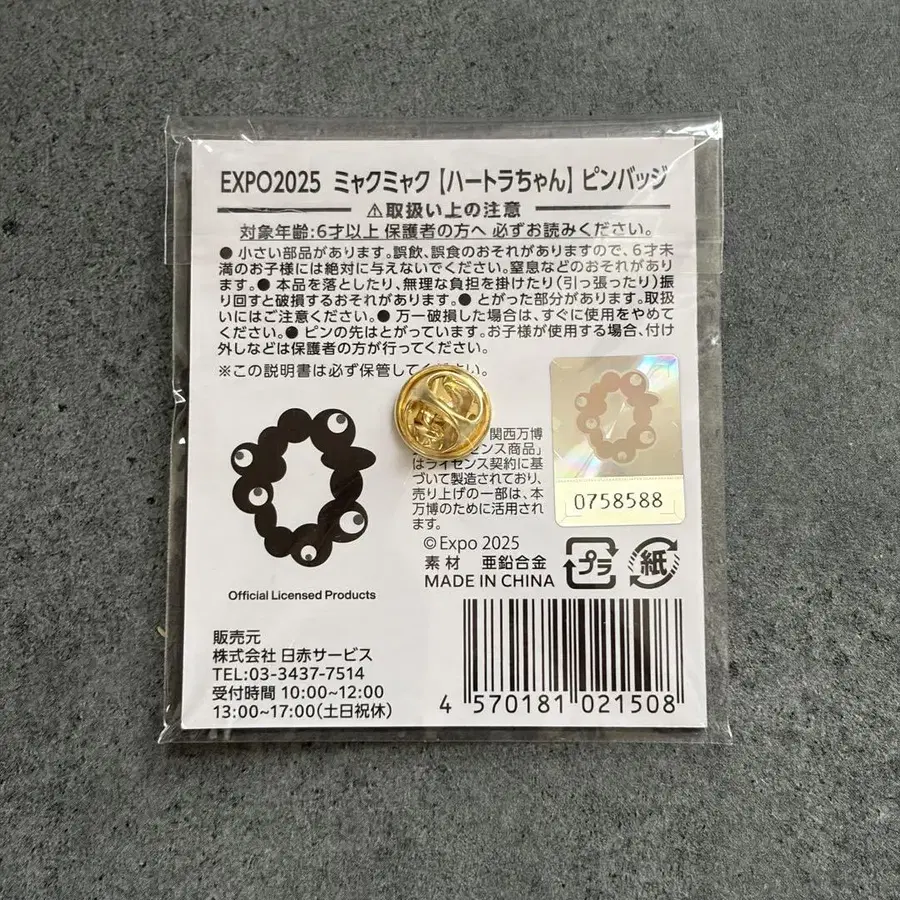 EXPO2025 ミャクミャク【ハートラちゃん】ピンバッジ
⚠取扱い上の注意
対象年齢:6才以上 保護者の方へ 必ずお読みください。
● 小さい部品があります。誤飲、誤食のおそれがありますので、6才未
満のお子様には絶対に与えないでください。窒息などのおそれがあり
ます。● 本品を落としたり、無理な負担を掛けたり(引っ張ったり)振
り回すと破損するおそれがあります。● とがった部分があります。取扱
いにはご注意ください。● 万一破損した場合は、すぐに使用をやめて
ください。● ピンの先はとがっています。お子様が使用する場合、付け
外しなどは保護者の方が行ってください。
※この説明書は必ず保管してください。
関西万博
センス商品」
はライセンス契約に基
づいて製造されており、
売り上げの一部は、本
万博のために活用され
ます。
0758588
©Expo 2025
素材 亜鉛合金
MADE IN CHINA
プラ
紙
Official Licensed Products
販売元
株式会社 日赤サービス
TEL:03-3437-7514
受付時間 10:00~12:00
13:00~17:00(土日祝休)
4 570181 021508